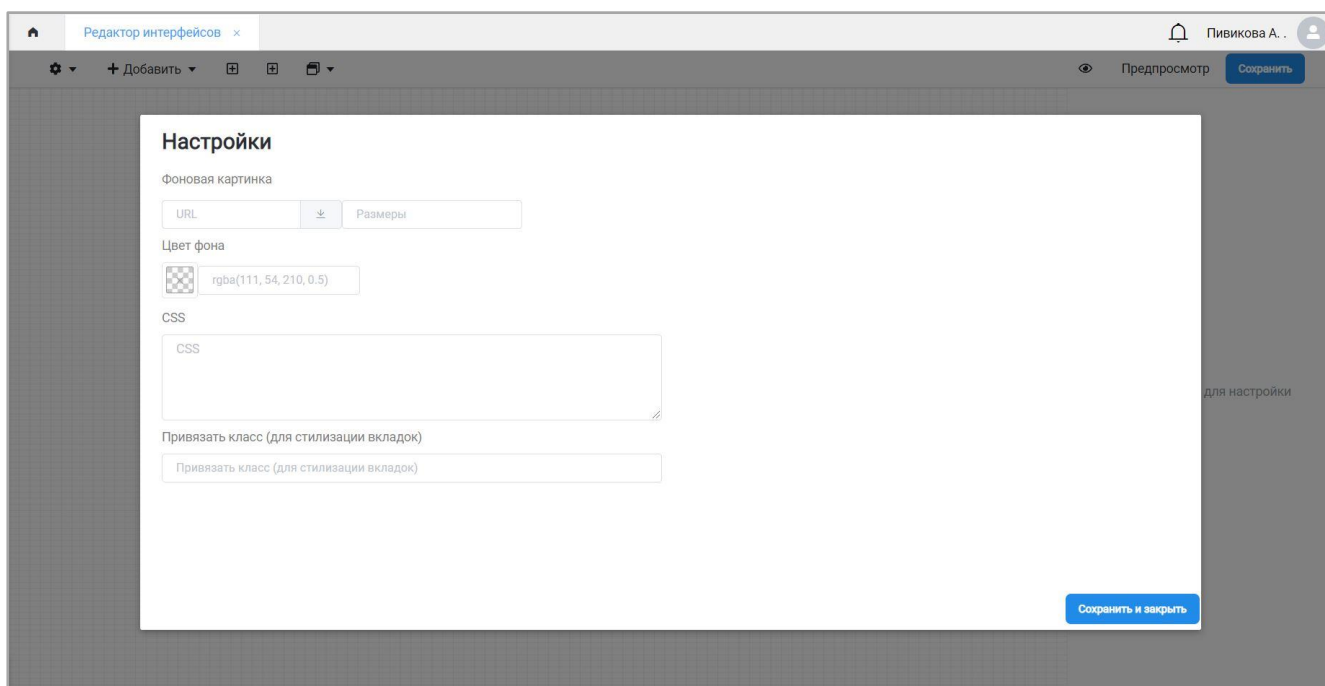 Редактор интерфейсов ×
Пивикова А. .
+ Добавить
Предпросмотр
Сохранить
Настройки
Фоновая картинка
URL
Размеры
Цвет фона
rgba(111, 54, 210, 0.5)
CSS
CSS
для настройки
Привязать класс (для стилизации вкладок)
Привязать класс (для стилизации вкладок)
Сохранить и закрыть